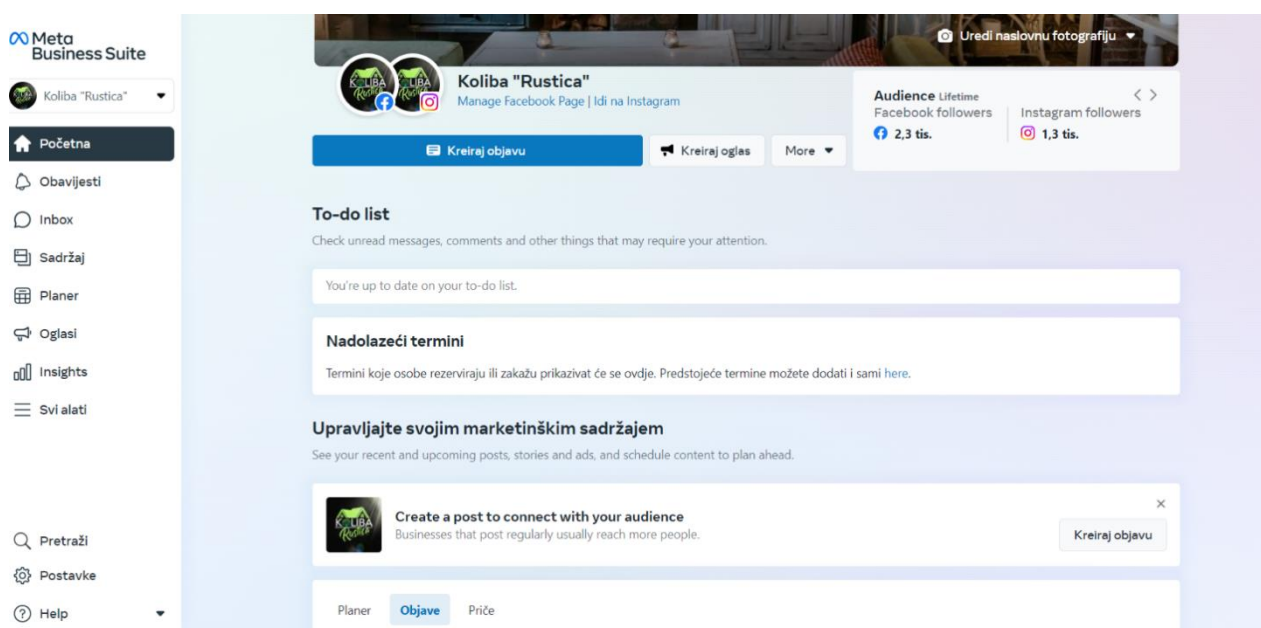 Meta
Business Suite
Koliba "Rustica"
Početna
Obavijesti
Inbox
Sadržaj
Planer
Oglasi
Insights
Svi alati
Pretraži
Postavke
Help
Uredi naslovnu fotografiju
KOLIBA
Rustica
KOLIBA
Rustica
Koliba "Rustica"
Manage Facebook Page | Idi na Instagram
Kreiraj objavu
Kreiraj oglas
More
Audience Lifetime
Facebook followers
2,3 tis.
Instagram followers
1,3 tis.
To-do list
Check unread messages, comments and other things that may require your attention.
You're up to date on your to-do list.
Nadolazeći termini
Termini koje osobe rezerviraju ili zakažu prikazivat će se ovdje. Predstojeće termine možete dodati i sami here.
Upravljajte svojim marketinškim sadržajem
See your recent and upcoming posts, stories and ads, and schedule content to plan ahead.
KOLIBA
Rustica
Create a post to connect with your audience
Businesses that post regularly usually reach more people.
Kreiraj objavu
Planer
Objave
Priče